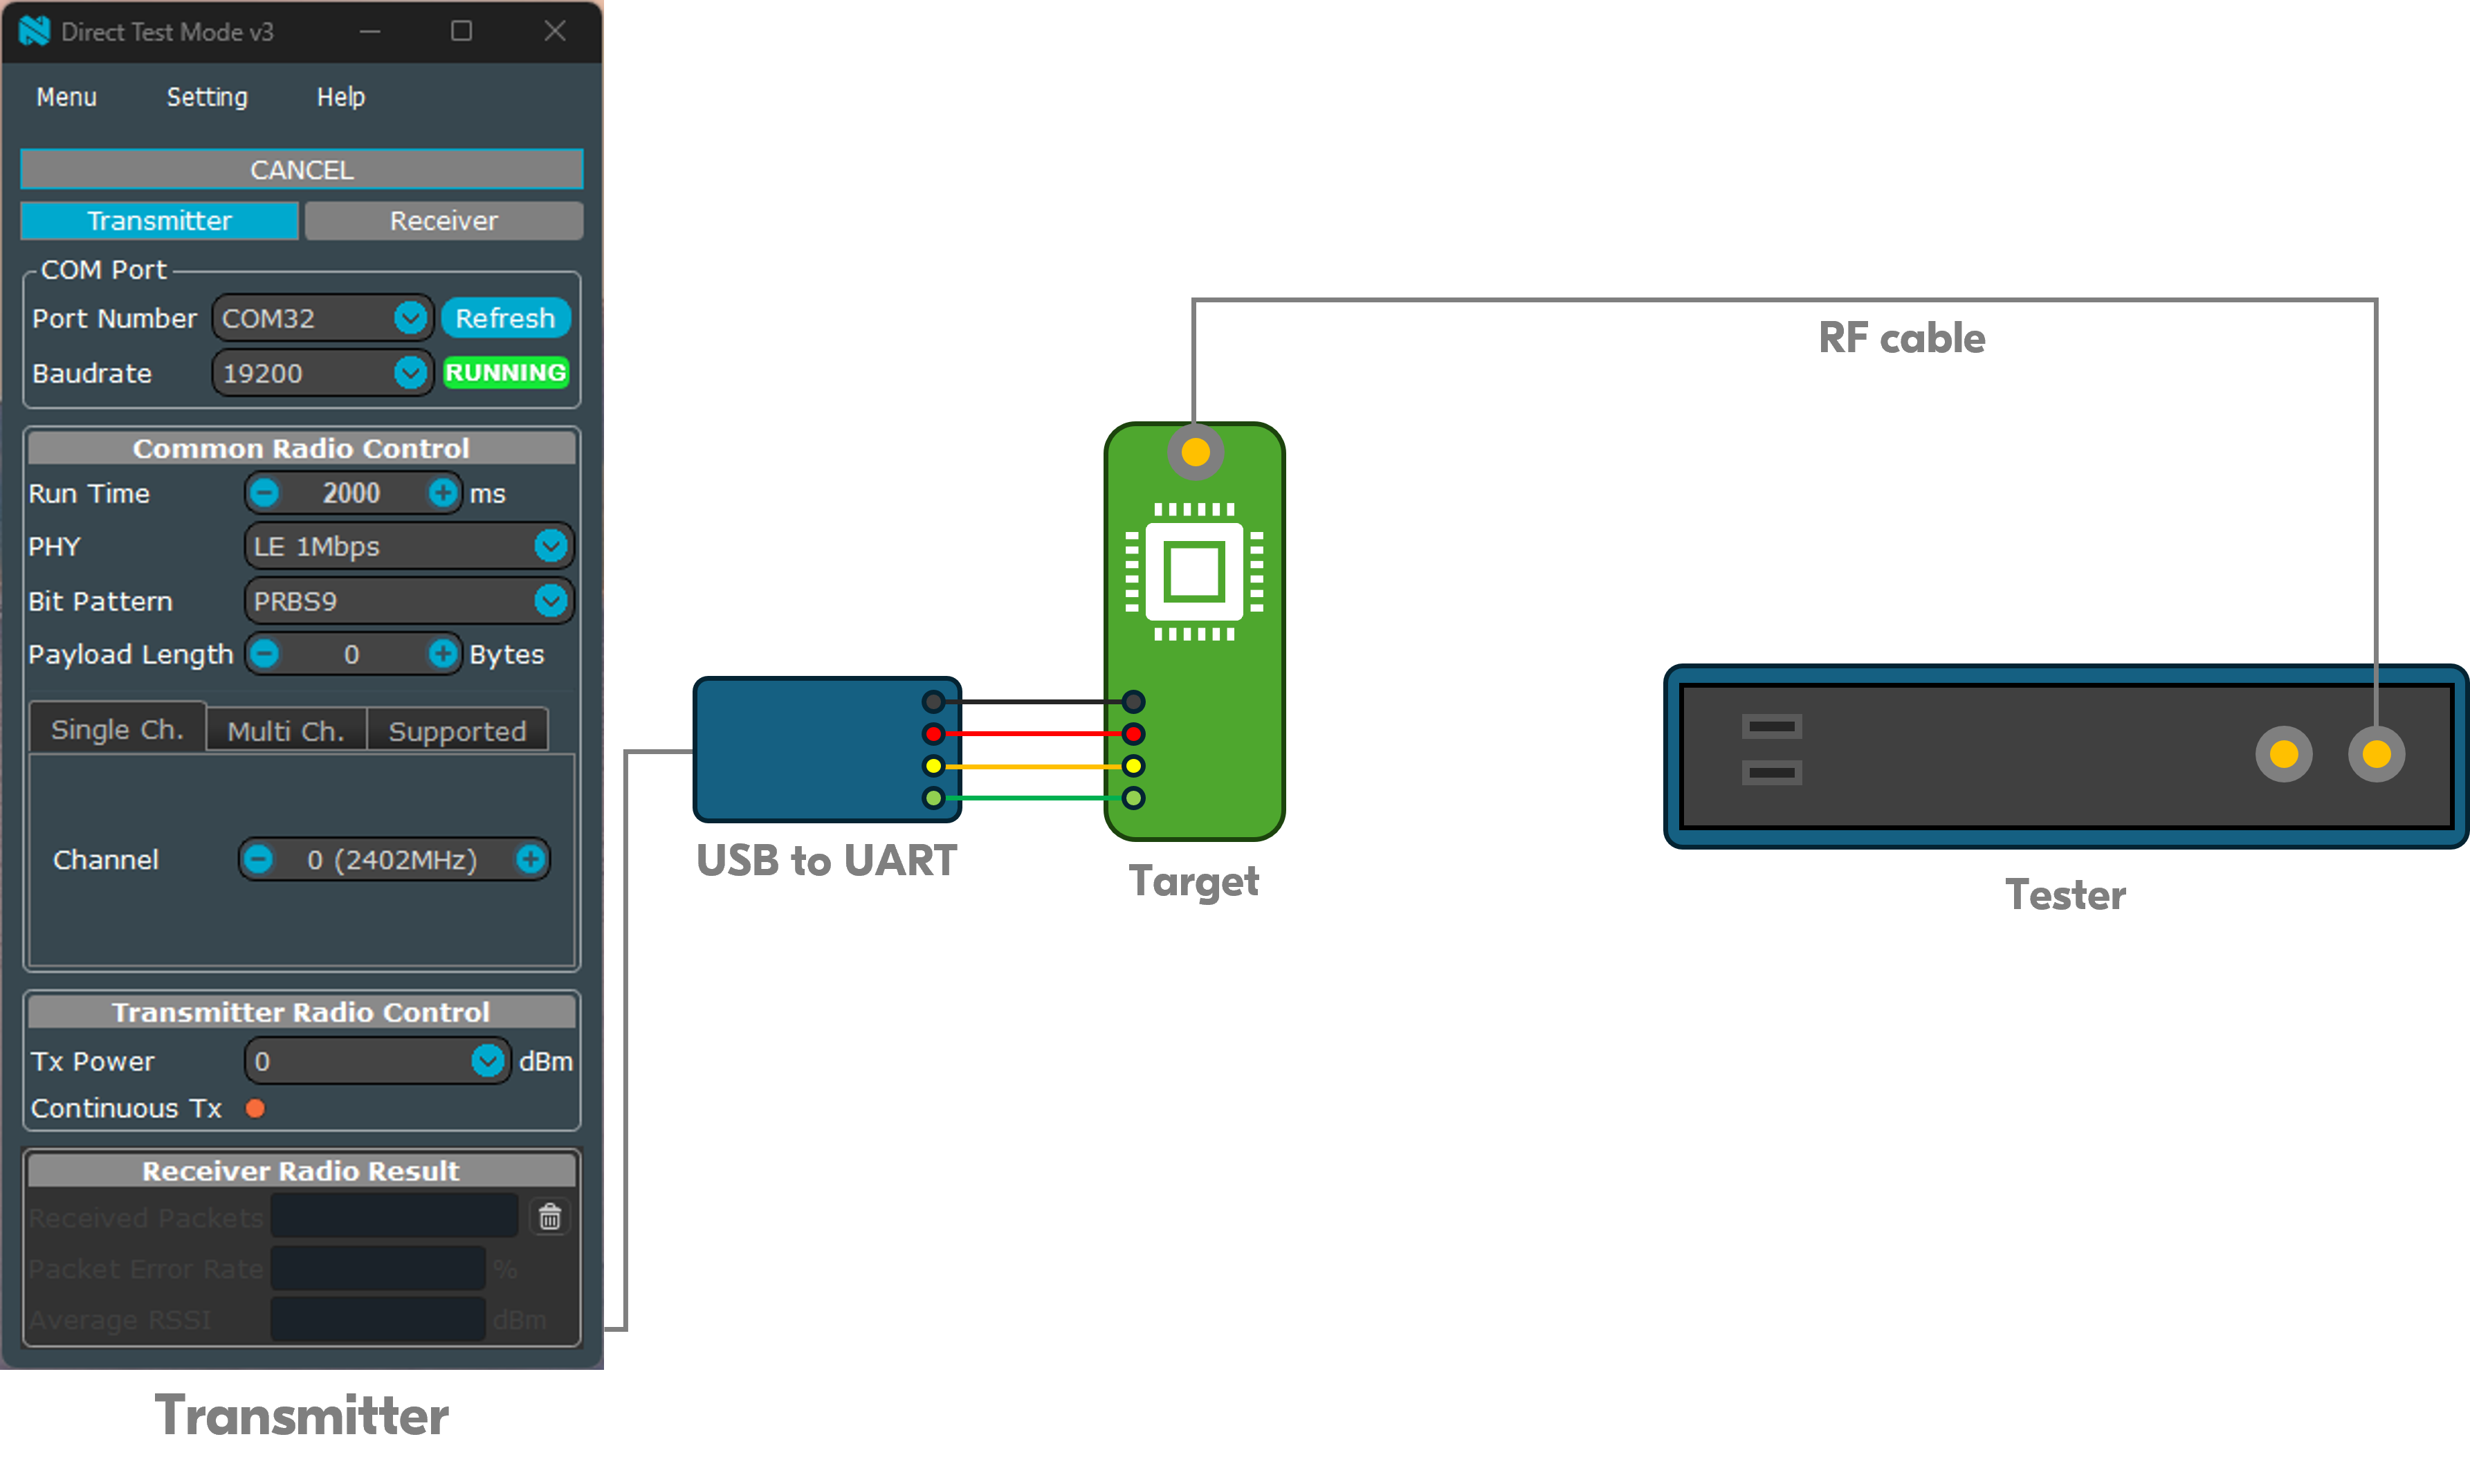 Direct Test Mode v3
Menu Setting Help
CANCEL
Transmitter Receiver
COM Port
Port Number COM32 Refresh
Baudrate 19200 RUNNING
Common Radio Control
Run Time 2000 ms
PHY LE 1Mbps
Bit Pattern PRBS9
Payload Length 0 Bytes
Single Ch. Multi Ch. Supported
Channel 0 (2402MHz)
Transmitter Radio Control
Tx Power 0 dBm
Continuous Tx
Receiver Radio Result
Received Packets
Packet Error Rate %
Average RSSI dBm
Transmitter
USB to UART
Target
RF cable
Tester